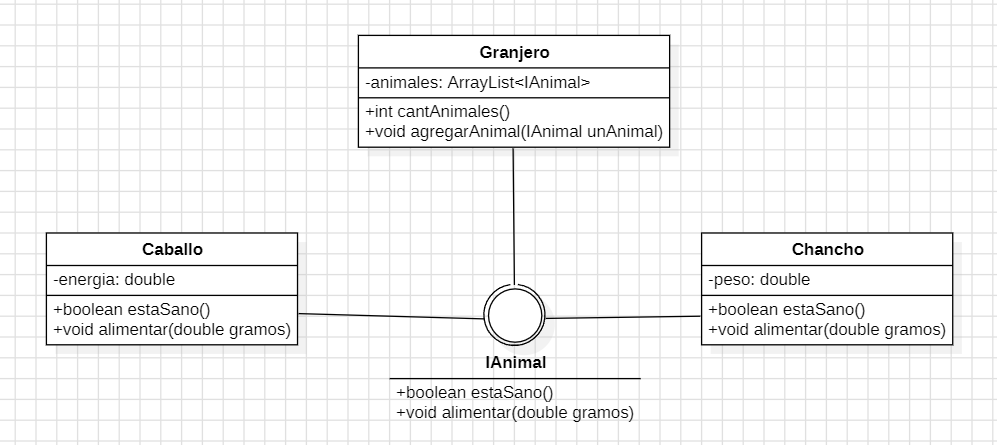 Granjero
-animales: ArrayList<IAnimal>
+int cantAnimales()
+void agregarAnimal(IAnimal unAnimal)
Caballo
-energia: double
+boolean estaSano()
+void alimentar(double gramos)
Chancho
-peso: double
+boolean estaSano()
+void alimentar(double gramos)
IAnimal
+boolean estaSano()
+void alimentar(double gramos)